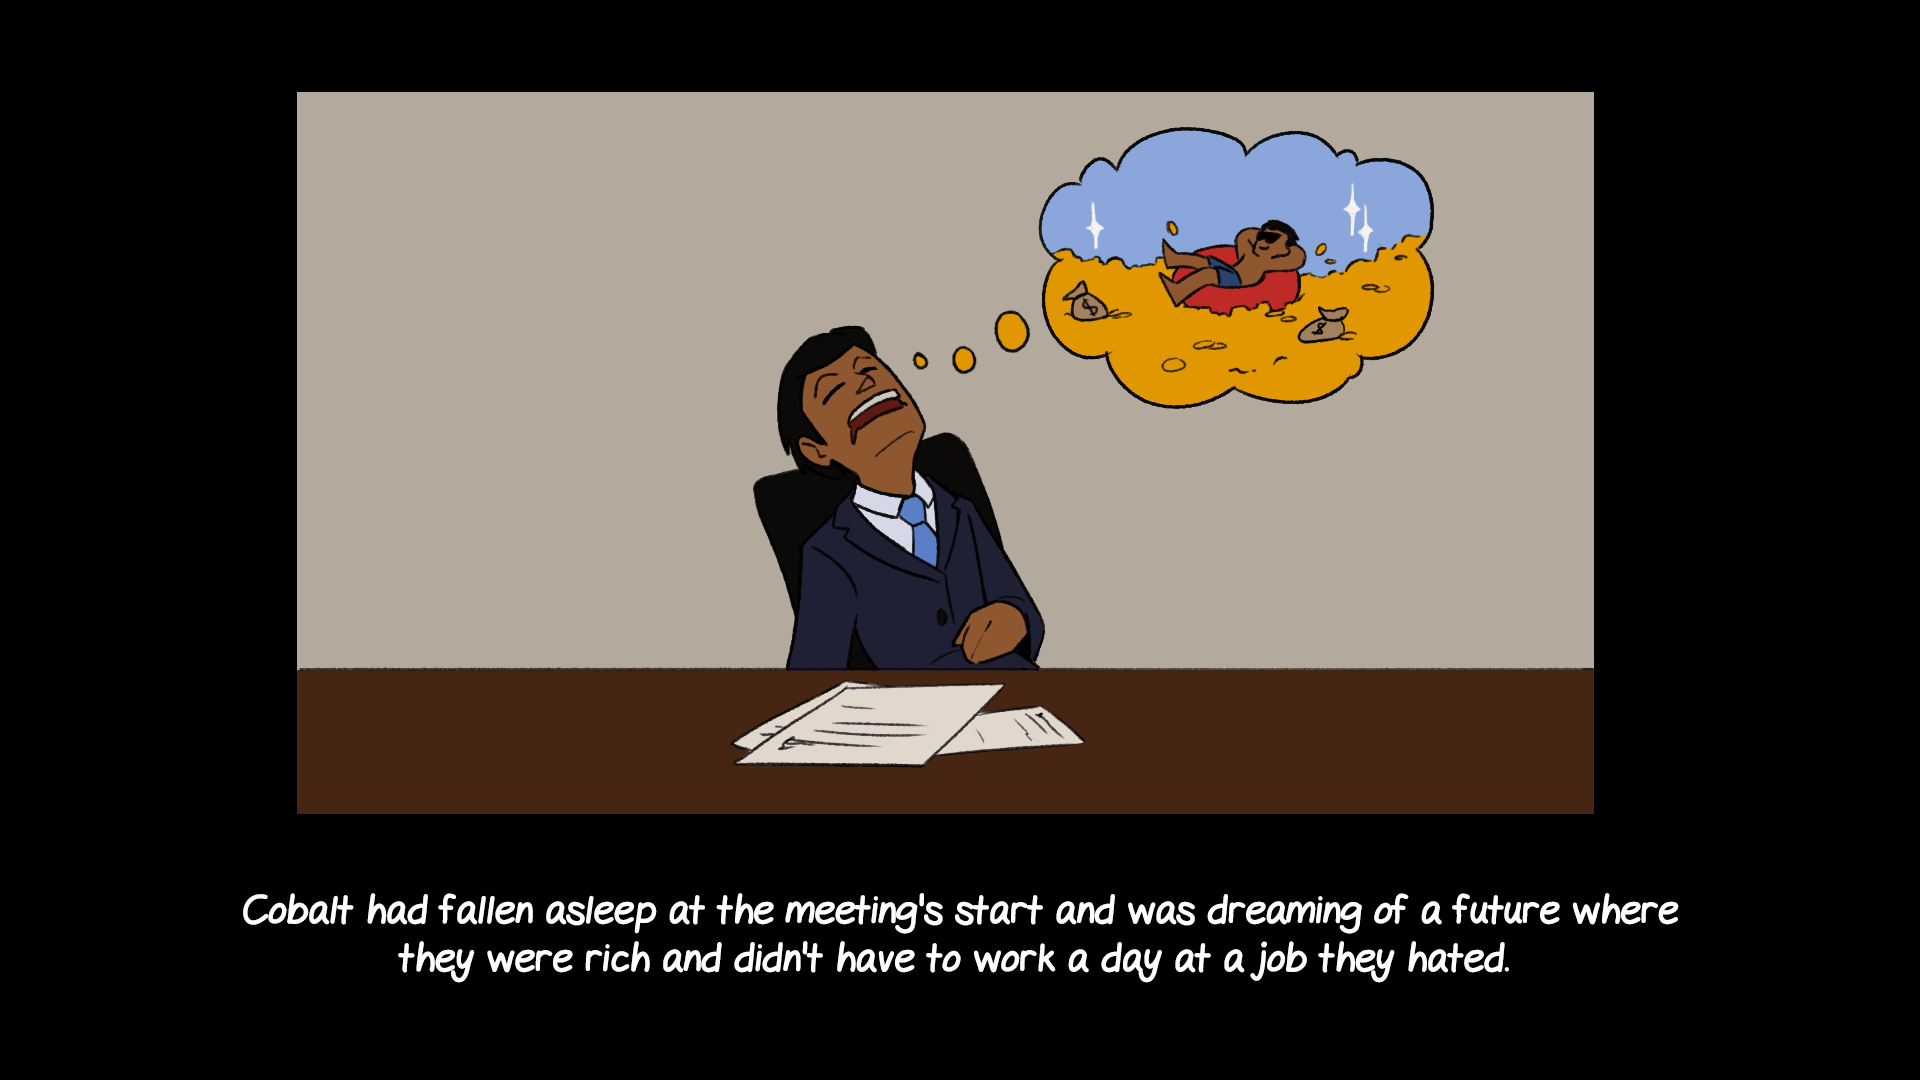 $
$
Cobalt had fallen asleep at the meeting's start and was dreaming of a future where
they were rich and didn't have to work a day at a job they hated.